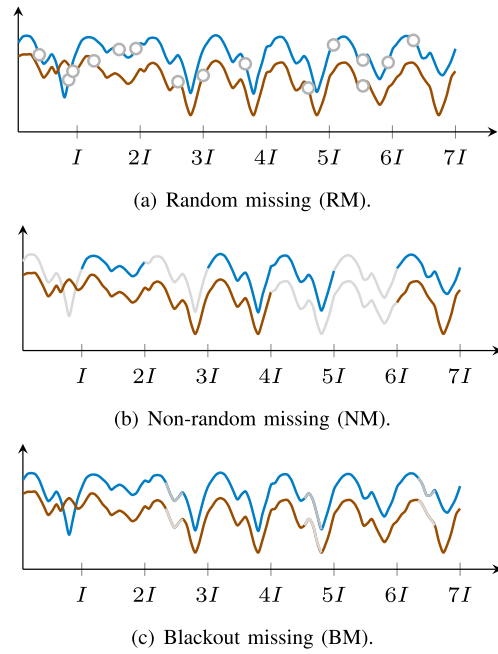 I 2I 3I 4I 5I 6I 7I
(a) Random missing (RM).
I 2I 3I 4I 5I 6I 7I
(b) Non-random missing (NM).
I 2I 3I 4I 5I 6I 7I
(c) Blackout missing (BM).